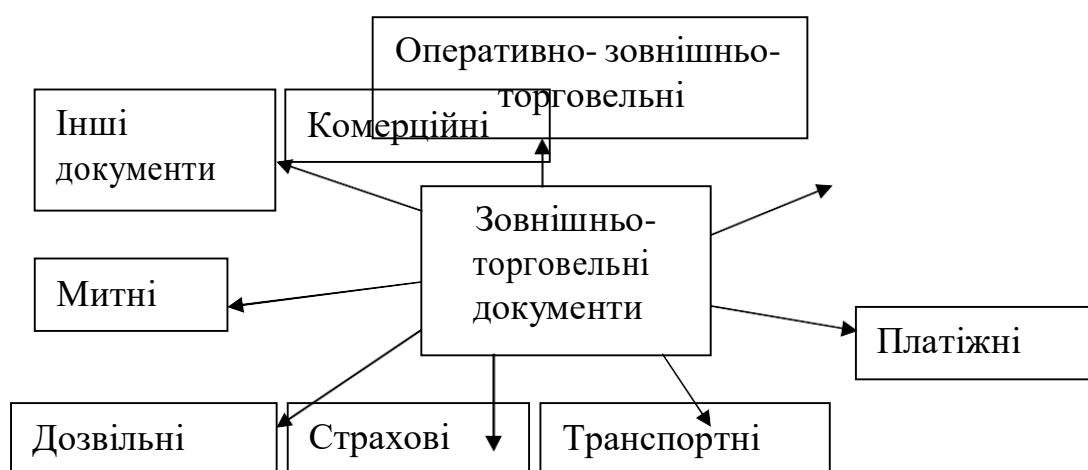 Оперативно- зовнішньо-
торговельні
Інші
документи
Комерційні
Зовнішньо-
торговельні
документи
Митні
Платіжні
Дозвільні
Страхові
Транспортні